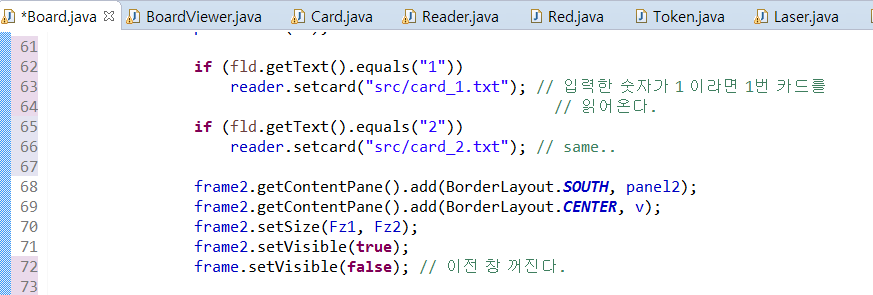 *Board.java BoardViewer.java Card.java Reader.java Red.java Token.java Laser.java
61
62 if (fld.getText().equals("1"))
63 reader.setcard("src/card_1.txt"); // 입력한 숫자가 1 이라면 1번 카드를
64 // 읽어온다.
65 if (fld.getText().equals("2"))
66 reader.setcard("src/card_2.txt"); // same..
67
68 frame2.getContentPane().add(BorderLayout.SOUTH, panel2);
69 frame2.getContentPane().add(BorderLayout.CENTER, v);
70 frame2.setSize(Fz1, Fz2);
71 frame2.setVisible(true);
72 frame.setVisible(false); // 이전 창 꺼진다.
73